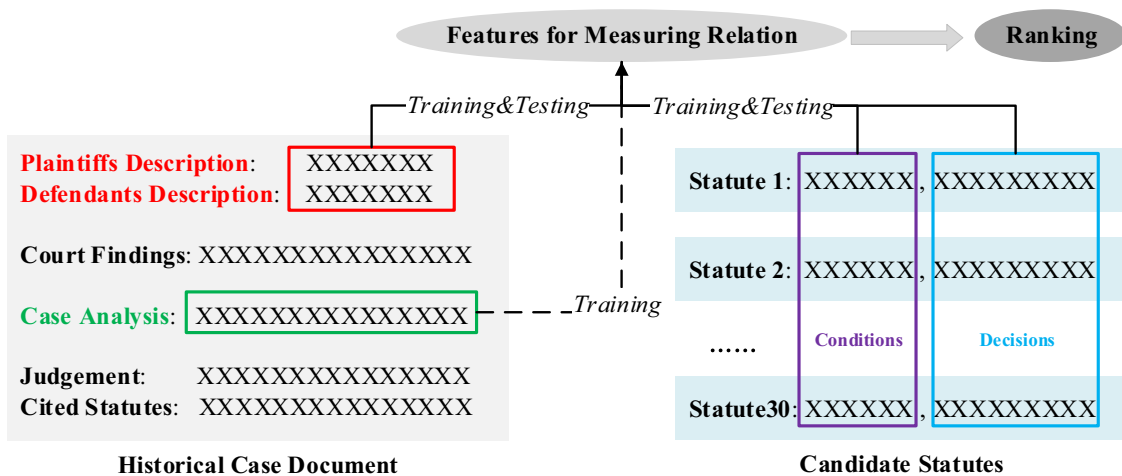 Features for Measuring Relation
Ranking
Training&Testing
Training&Testing
Plaintiffs Description: XXXXXXX
Defendants Description: XXXXXXX
Court Findings: XXXXXXXXXXXXXXX
Case Analysis: XXXXXXXXXXXXXXX
Training
Judgement: XXXXXXXXXXXXXXX
Cited Statutes: XXXXXXXXXXXXXXX
Historical Case Document
Statute 1: XXXXXX, XXXXXXXXX
Statute 2: XXXXXX, XXXXXXXXX
...... Conditions Decisions
Statute30: XXXXXX, XXXXXXXXX
Candidate Statutes